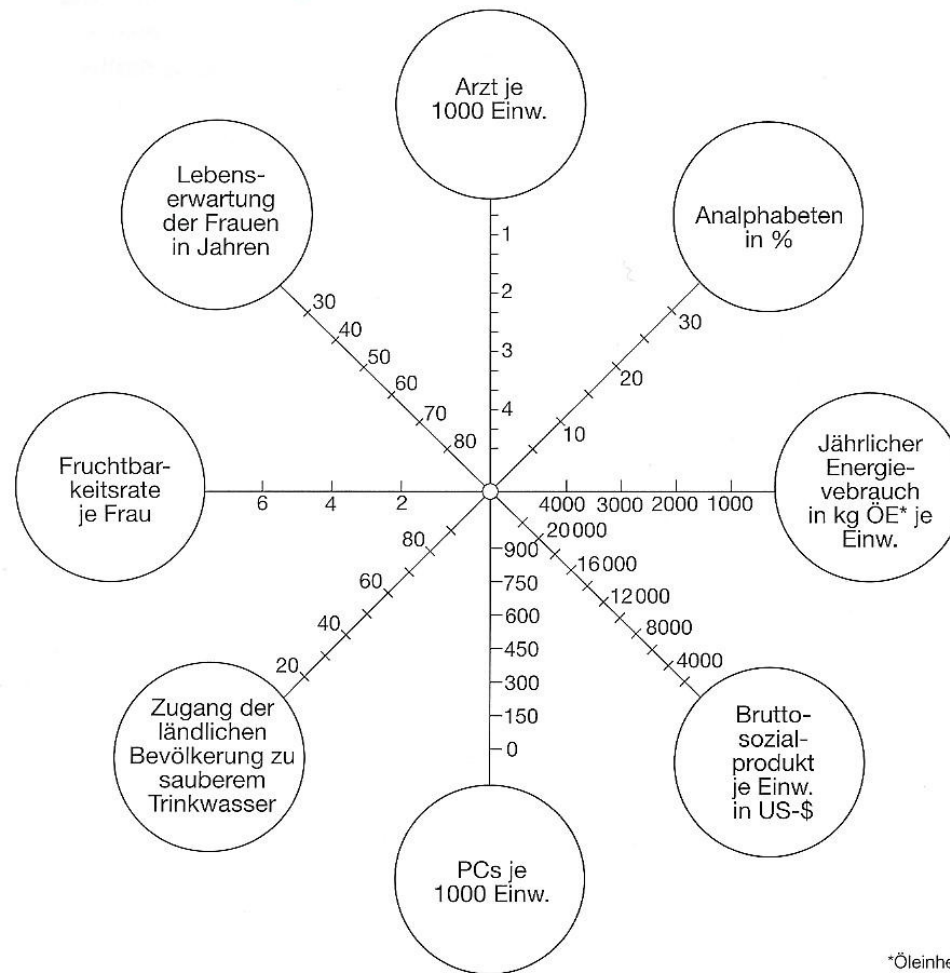 Arzt je
1000 Einw.
Lebens-
erwartung
der Frauen
in Jahren
Analphabeten
in %
1
2
3
4
30
40
50
60
70
80
30
20
10
Fruchtbar-
keitsrate
je Frau
6 4 2
4000 3000 2000 1000
Jährlicher
Energie-
vebrauch
in kg ÖE* je
Einw.
80
60
40
20
900
750
600
450
300
150
0
20 000
16 000
12 000
8000
4000
Zugang der
ländlichen
Bevölkerung zu
sauberem
Trinkwasser
Brutto-
sozial-
produkt
je Einw.
in US-$
PCs je
1000 Einw.
*Öleinhe